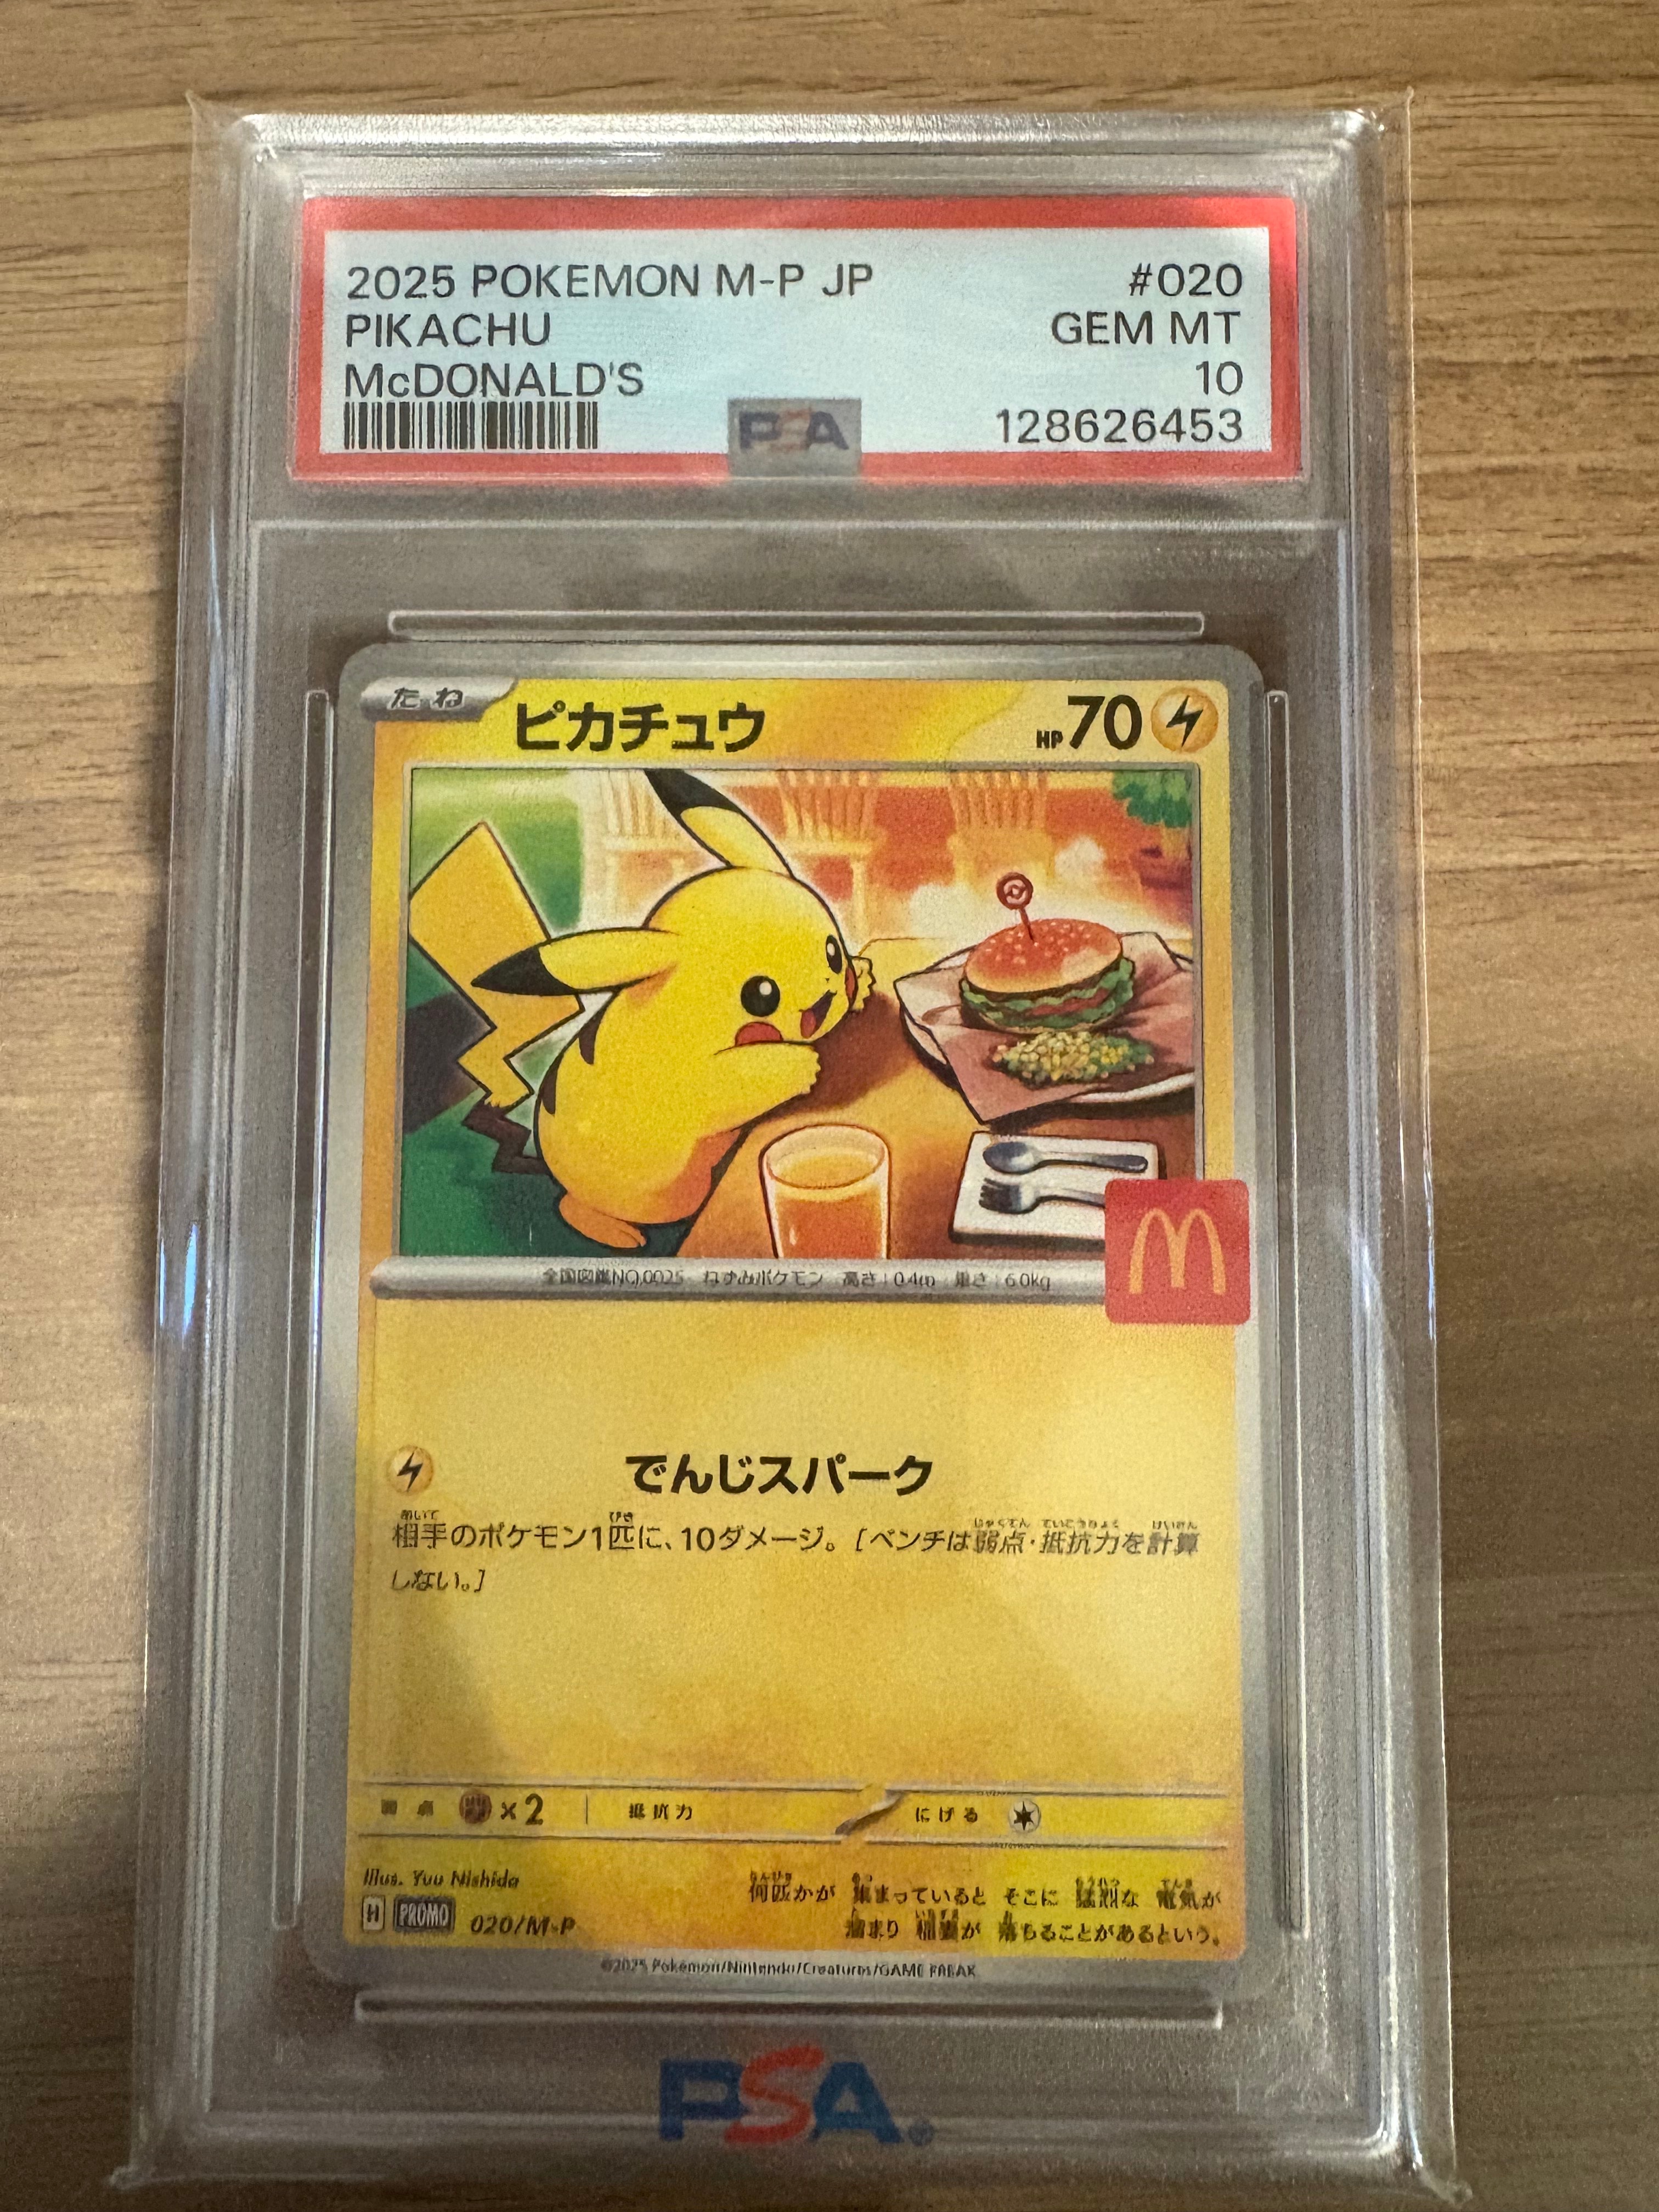 2025 POKEMON M-P JP #020
PIKACHU GEM MT
McDONALD'S 10
PSA 128626453
たね ピカチュウ HP70
全国図鑑NO.0025 ねずみポケモン 高さ:0.4m 重さ:6.0kg
でんじスパーク
相手のポケモン1匹に、10ダメージ。[ベンチは弱点・抵抗力を計算
しない。]
弱点 ×2 抵抗力 にげる
Illus. Yuu Nishida
何匹かが 集まっていると そこに 猛烈な 電気が
溜まり 稲妻が 落ちることがあるという。
H PROMO 020/M-P
©2025 Pokémon/Nintendo/Creatures/GAME FREAK
PSA